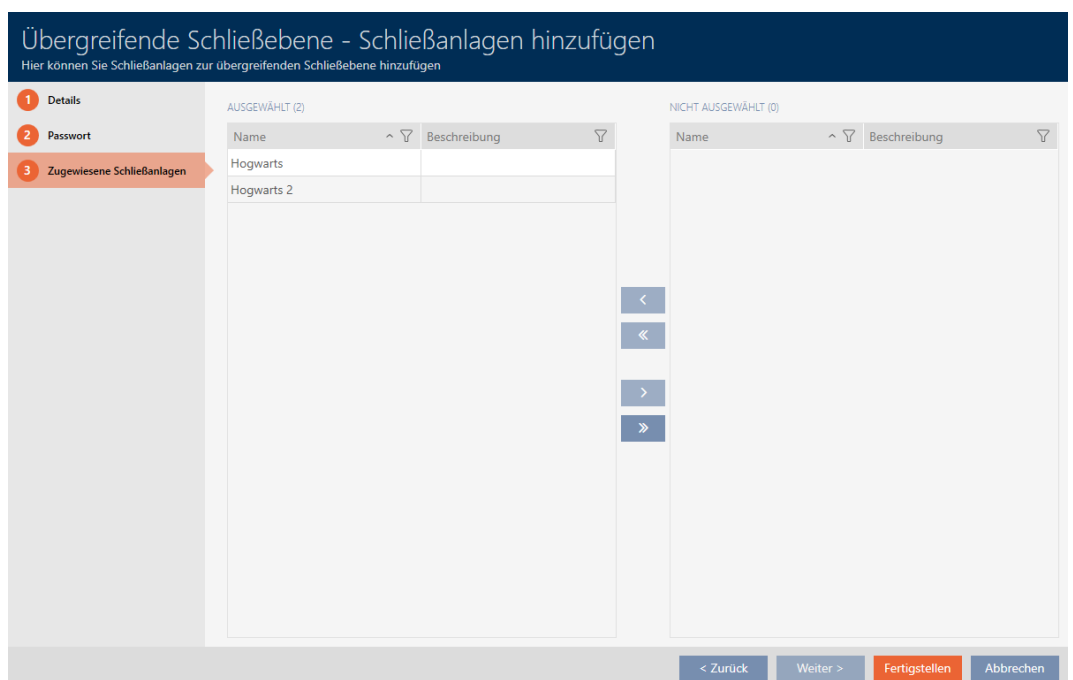 Übergreifende Schließebene - Schließanlagen hinzufügen
Hier können Sie Schließanlagen zur übergreifenden Schließebene hinzufügen
1 Details
2 Passwort
3 Zugewiesene Schließanlagen
AUSGEWÄHLT (2)
Name Beschreibung
Hogwarts
Hogwarts 2
NICHT AUSGEWÄHLT (0)
Name Beschreibung
< Zurück Weiter > Fertigstellen Abbrechen